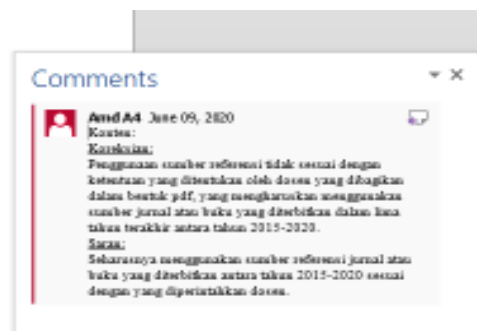 Comments
Amd A4 June 09, 2020
Konten:
Koreksian:
Penggunaan sumber referensi tidak sesuai dengan
ketentuan yang ditentukan oleh dosen yang dibagikan
dalam bentuk pdf, yang mengharuskan menggunakan
sumber jurnal atau buku yang diterbitkan dalam lima
tahun terakhir antara tahun 2015-2020.
Saran:
Seharusnya menggunakan sumber referensi jurnal atau
buku yang diterbitkan antara tahun 2015-2020 sesuai
dengan yang diperintahkan dosen.